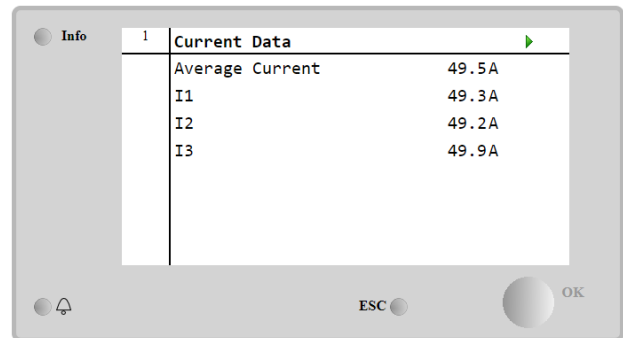 Info
1 Current Data
Average Current 49.5A
I1 49.3A
I2 49.2A
I3 49.9A
ESC
OK